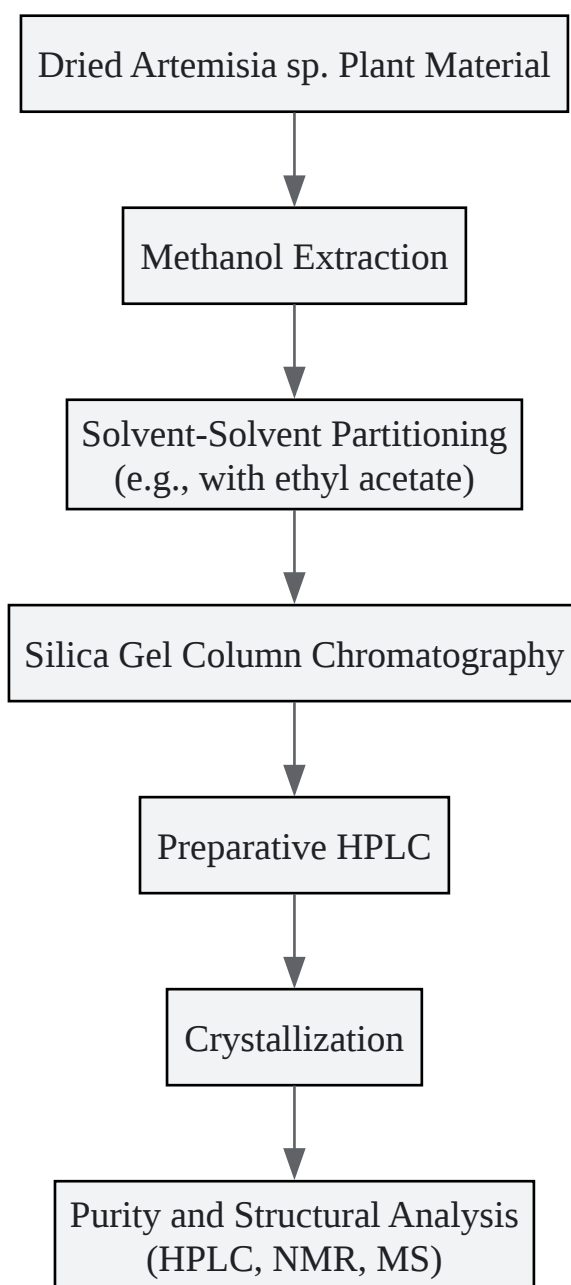 Dried Artemisia sp. Plant Material
Methanol Extraction
Solvent-Solvent Partitioning
(e.g., with ethyl acetate)
Silica Gel Column Chromatography
Preparative HPLC
Crystallization
Purity and Structural Analysis
(HPLC, NMR, MS)